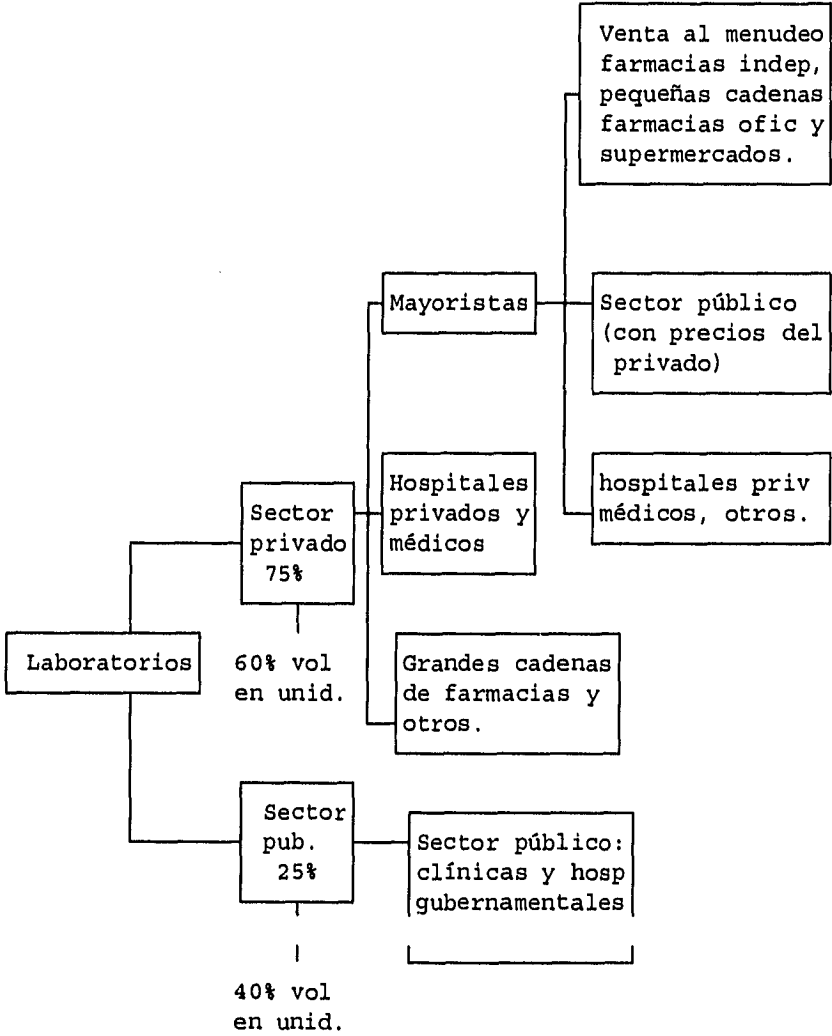 Venta al menudeo
farmacias indep,
pequeñas cadenas
farmacias ofic y
supermercados.
Mayoristas
Sector público
(con precios del
privado)
Hospitales
privados y
médicos
hospitales priv
médicos, otros.
Sector
privado
75%
Laboratorios
60% vol
en unid.
Grandes cadenas
de farmacias y
otros.
Sector
pub.
25%
Sector público:
clínicas y hosp
gubernamentales
40% vol
en unid.